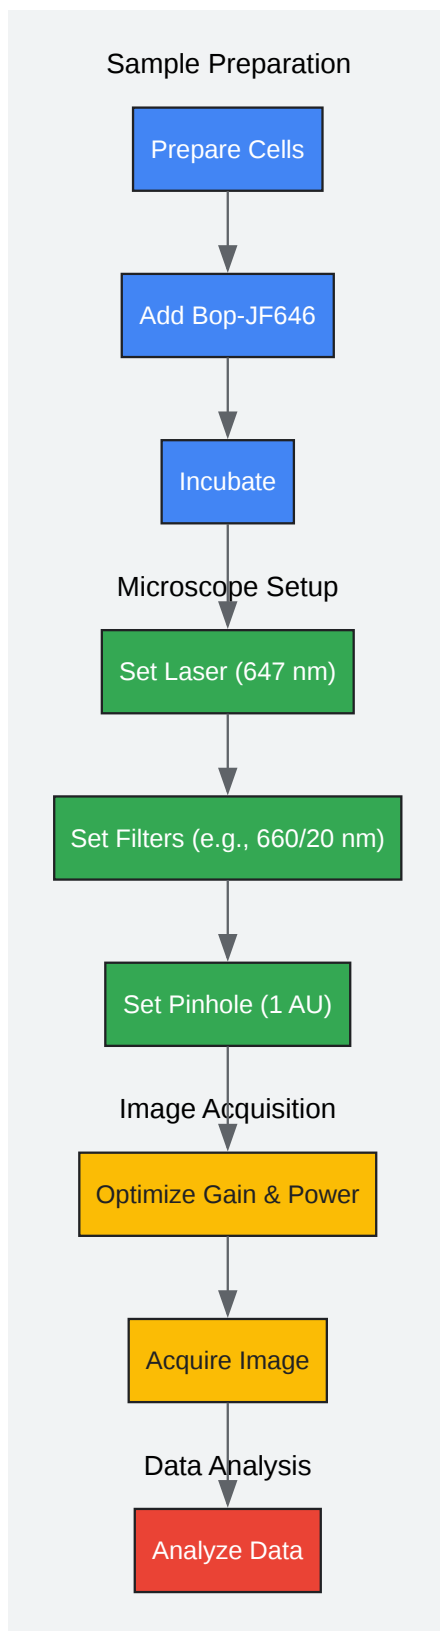 Sample Preparation
Prepare Cells
Add Bop-JF646
Incubate
Microscope Setup
Set Laser (647 nm)
Set Filters (e.g., 660/20 nm)
Set Pinhole (1 AU)
Image Acquisition
Optimize Gain & Power
Acquire Image
Data Analysis
Analyze Data